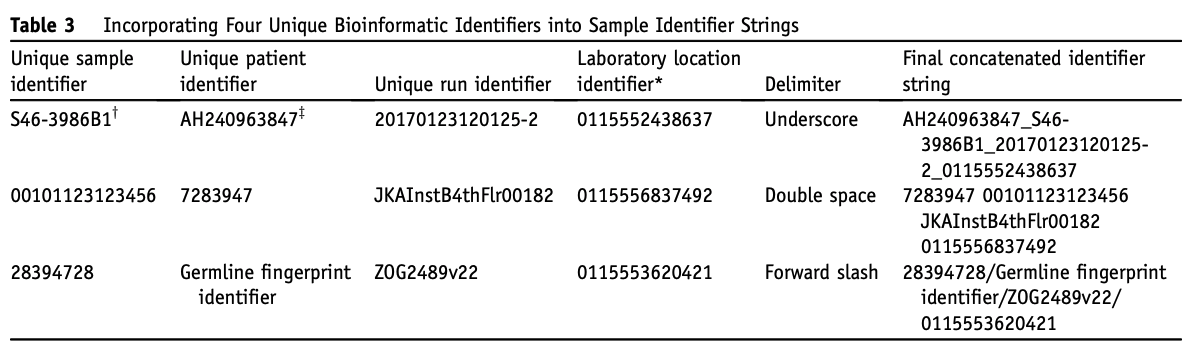 Table 3 Incorporating Four Unique Bioinformatic Identifiers into Sample Identifier Strings
Unique sample identifier
Unique patient identifier
Unique run identifier
Laboratory location identifier*
Delimiter
Final concatenated identifier string
S46-3986B1†
AH240963847‡
20170123120125-2
0115552438637
Underscore
AH240963847_S46-
3986B1_20170123120125-
2_0115552438637
00101123123456
7283947
JKAInstB4thFlr00182
0115556837492
Double space
7283947 00101123123456
JKAInstB4thFlr00182
0115556837492
28394728
Germline fingerprint
identifier
ZOG2489v22
0115553620421
Forward slash
28394728/Germline fingerprint
identifier/ZOG2489v22/
0115553620421